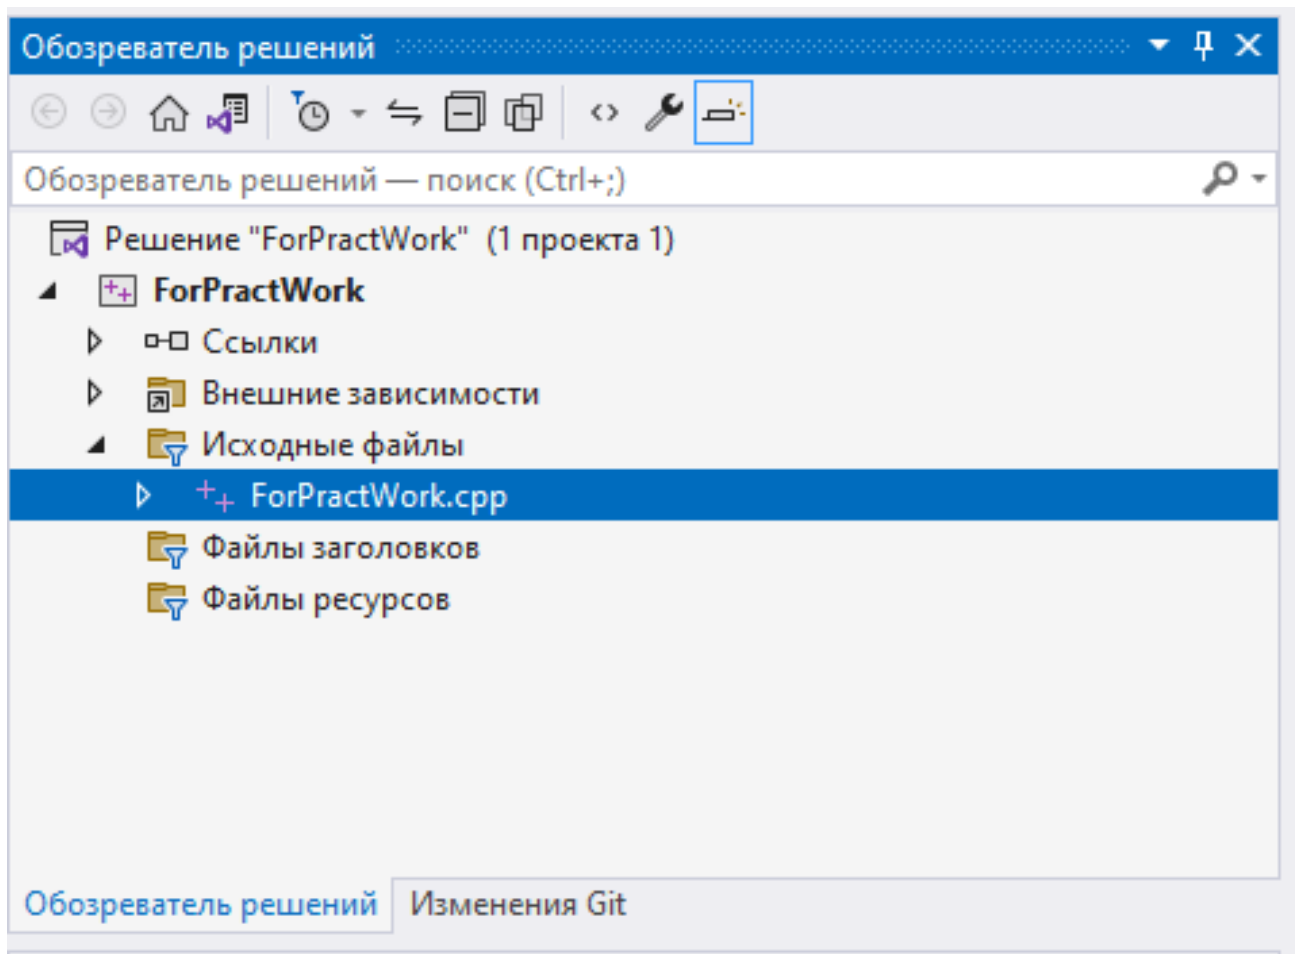 Обозреватель решений
Обозреватель решений — поиск (Ctrl+;)
Решение "ForPractWork" (1 проекта 1)
ForPractWork
Ссылки
Внешние зависимости
Исходные файлы
ForPractWork.cpp
Файлы заголовков
Файлы ресурсов
Обозреватель решений Изменения Git